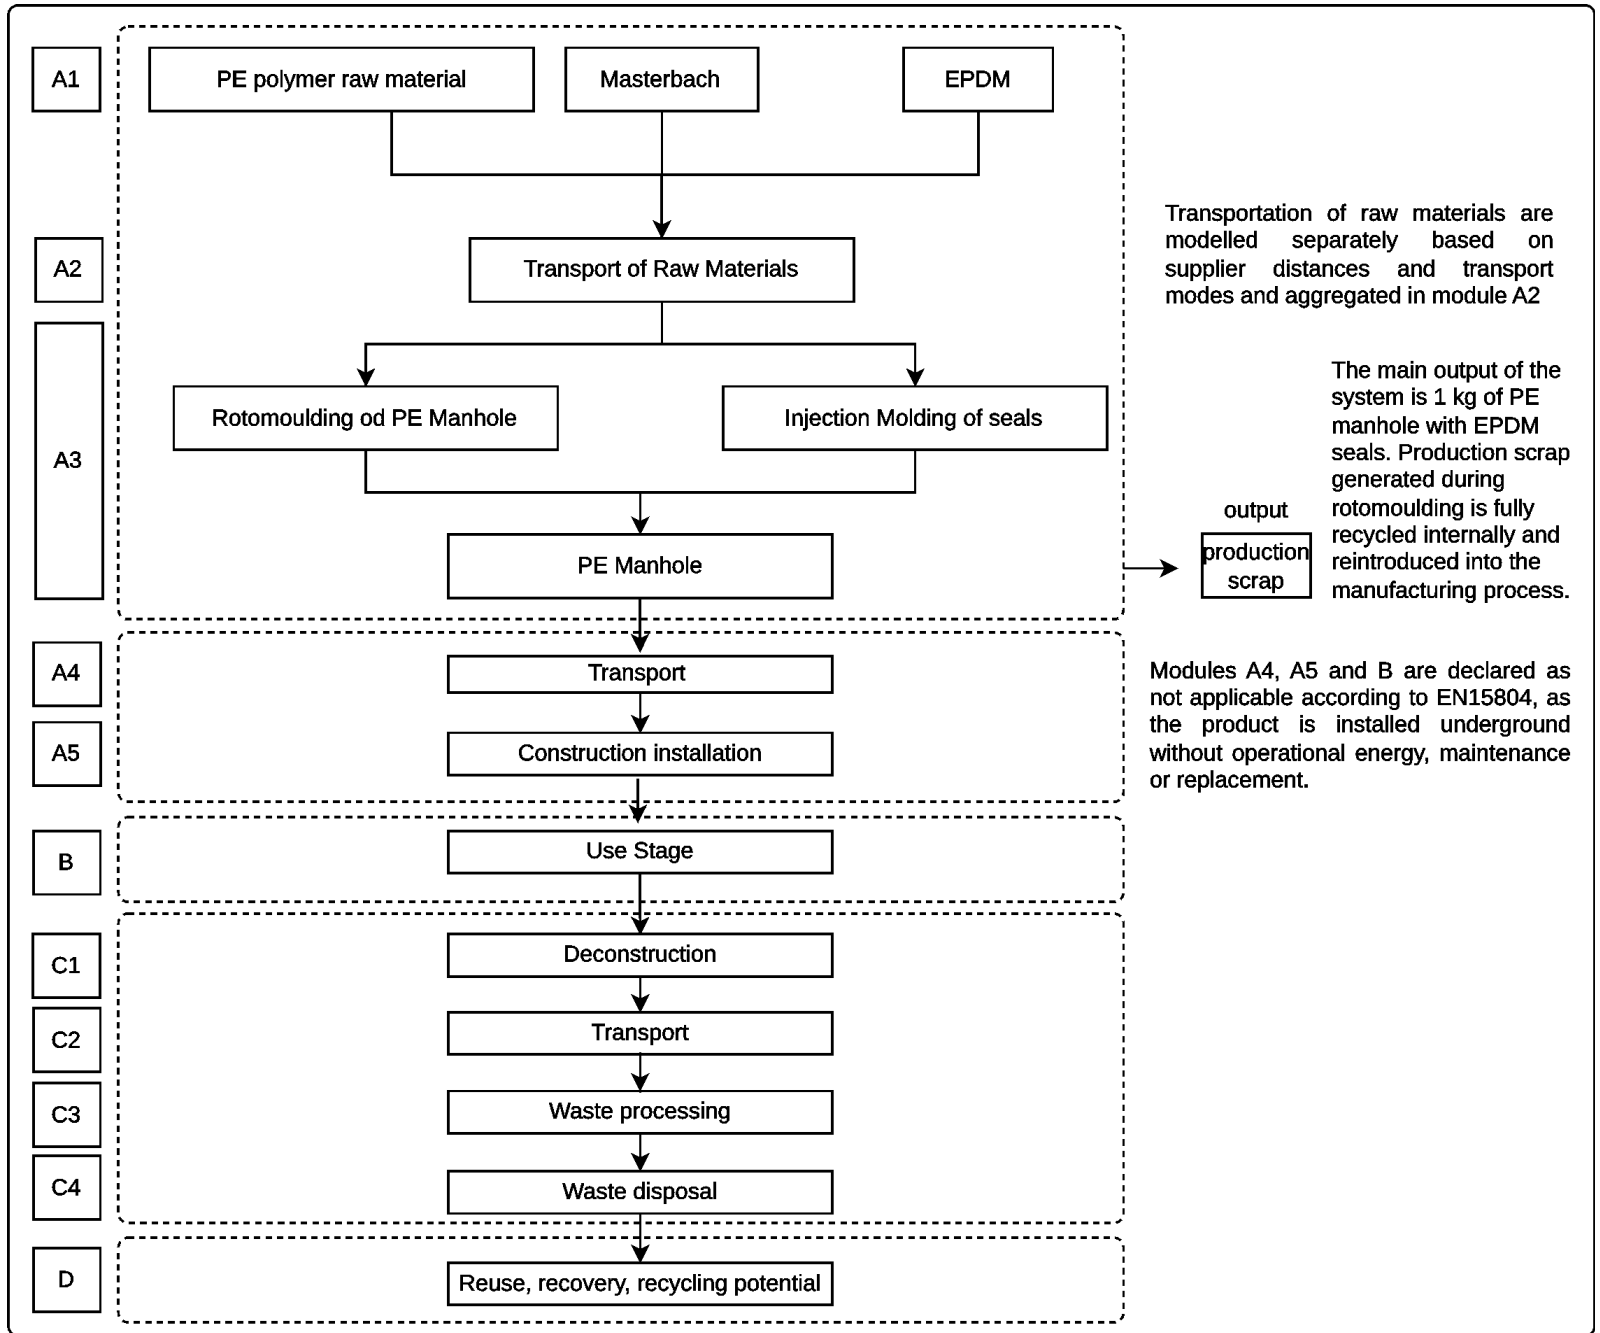 A1
PE polymer raw material
Masterbach
EPDM
Transportation of raw materials are
modelled separately based on
supplier distances and transport
modes and aggregated in module A2
A2
Transport of Raw Materials
A3
Rotomoulding od PE Manhole
Injection Molding of seals
PE Manhole
output
production
scrap
The main output of the
system is 1 kg of PE
manhole with EPDM
seals. Production scrap
generated during
rotomoulding is fully
recycled internally and
reintroduced into the
manufacturing process.
A4
Transport
Modules A4, A5 and B are declared as
not applicable according to EN15804, as
the product is installed underground
without operational energy, maintenance
or replacement.
A5
Construction installation
B
Use Stage
C1
Deconstruction
C2
Transport
C3
Waste processing
C4
Waste disposal
D
Reuse, recovery, recycling potential